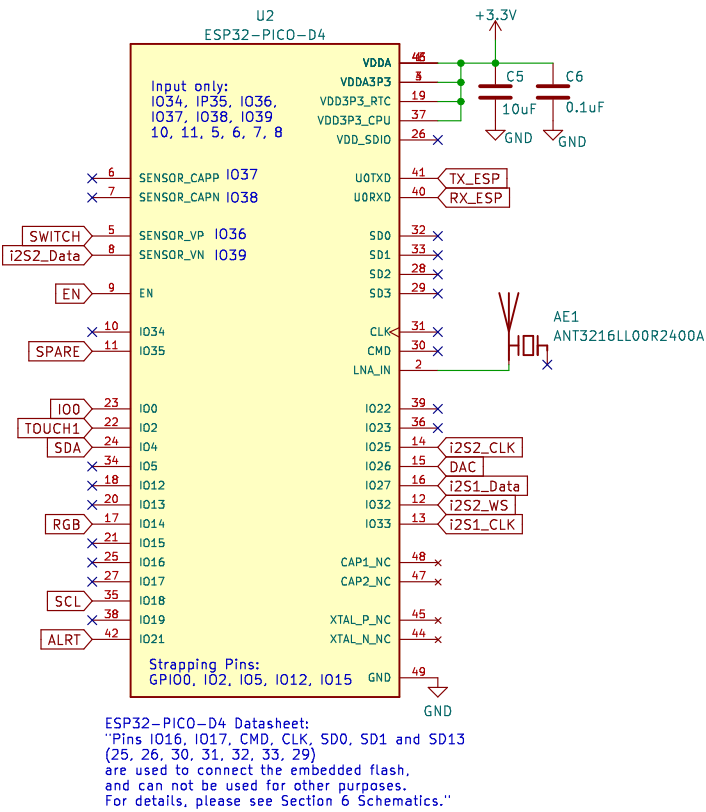 U2
ESP32-PICO-D4
+3.3V
Input only:
IO34, IP35, IO36,
IO37, IO38, IO39
10, 11, 5, 6, 7, 8
VDDA
VDDA3P3
VDD3P3_RTC 19
VDD3P3_CPU 37
VDD_SDIO 26
C5
10uF
GND
C6
0.1uF
GND
6 SENSOR_CAPP IO37
7 SENSOR_CAPN IO38
SWITCH 5 SENSOR_VP IO36
i2S2_Data 8 SENSOR_VN IO39
EN 9 EN
10 IO34
SPARE 11 IO35
IO0 23 IO0
TOUCH1 22 IO2
SDA 24 IO4
34 IO5
18 IO12
20 IO13
RGB 17 IO14
21 IO15
25 IO16
27 IO17
SCL 35 IO18
38 IO19
ALRT 42 IO21
U0TXD 41 TX_ESP
U0RXD 40 RX_ESP
SD0 32
SD1 33
SD2 28
SD3 29
CLK 31
CMD 30
LNA_IN 2
AE1
ANT3216LL00R2400A
IO22 39
IO23 36
IO25 14 i2S2_CLK
IO26 15 DAC
IO27 16 i2S1_Data
IO32 12 i2S2_WS
IO33 13 i2S1_CLK
CAP1_NC 48
CAP2_NC 47
XTAL_P_NC 45
XTAL_N_NC 44
GND 49
GND
Strapping Pins:
GPIO0, IO2, IO5, IO12, IO15
ESP32-PICO-D4 Datasheet:
"Pins IO16, IO17, CMD, CLK, SD0, SD1 and SD13
(25, 26, 30, 31, 32, 33, 29)
are used to connect the embedded flash,
and can not be used for other purposes.
For details, please see Section 6 Schematics."